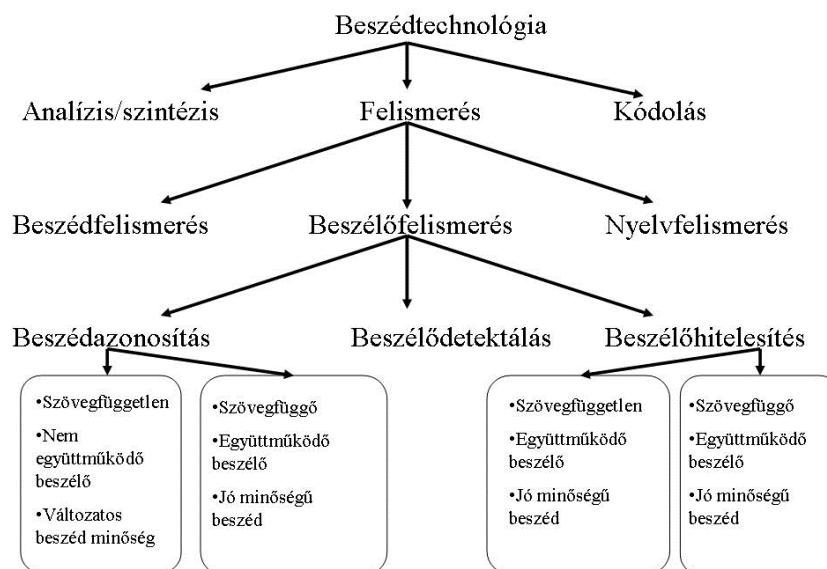 Beszédtechnológia
Analízis/szintézis
Felismerés
Kódolás
Beszédfelismerés
Beszélőfelismerés
Nyelvfelismerés
Beszédazonosítás
Beszélődetektálás
Beszélőhitelesítés
•Szövegfüggetlen
•Nem
együttműködő
beszélő
•Változatos
beszéd minőség
•Szövegfüggő
•Együttműködő
beszélő
•Jó minőségű
beszéd
•Szövegfüggetlen
•Együttműködő
beszélő
•Jó minőségű
beszéd
•Szövegfüggő
•Együttműködő
beszélő
•Jó minőségű
beszéd